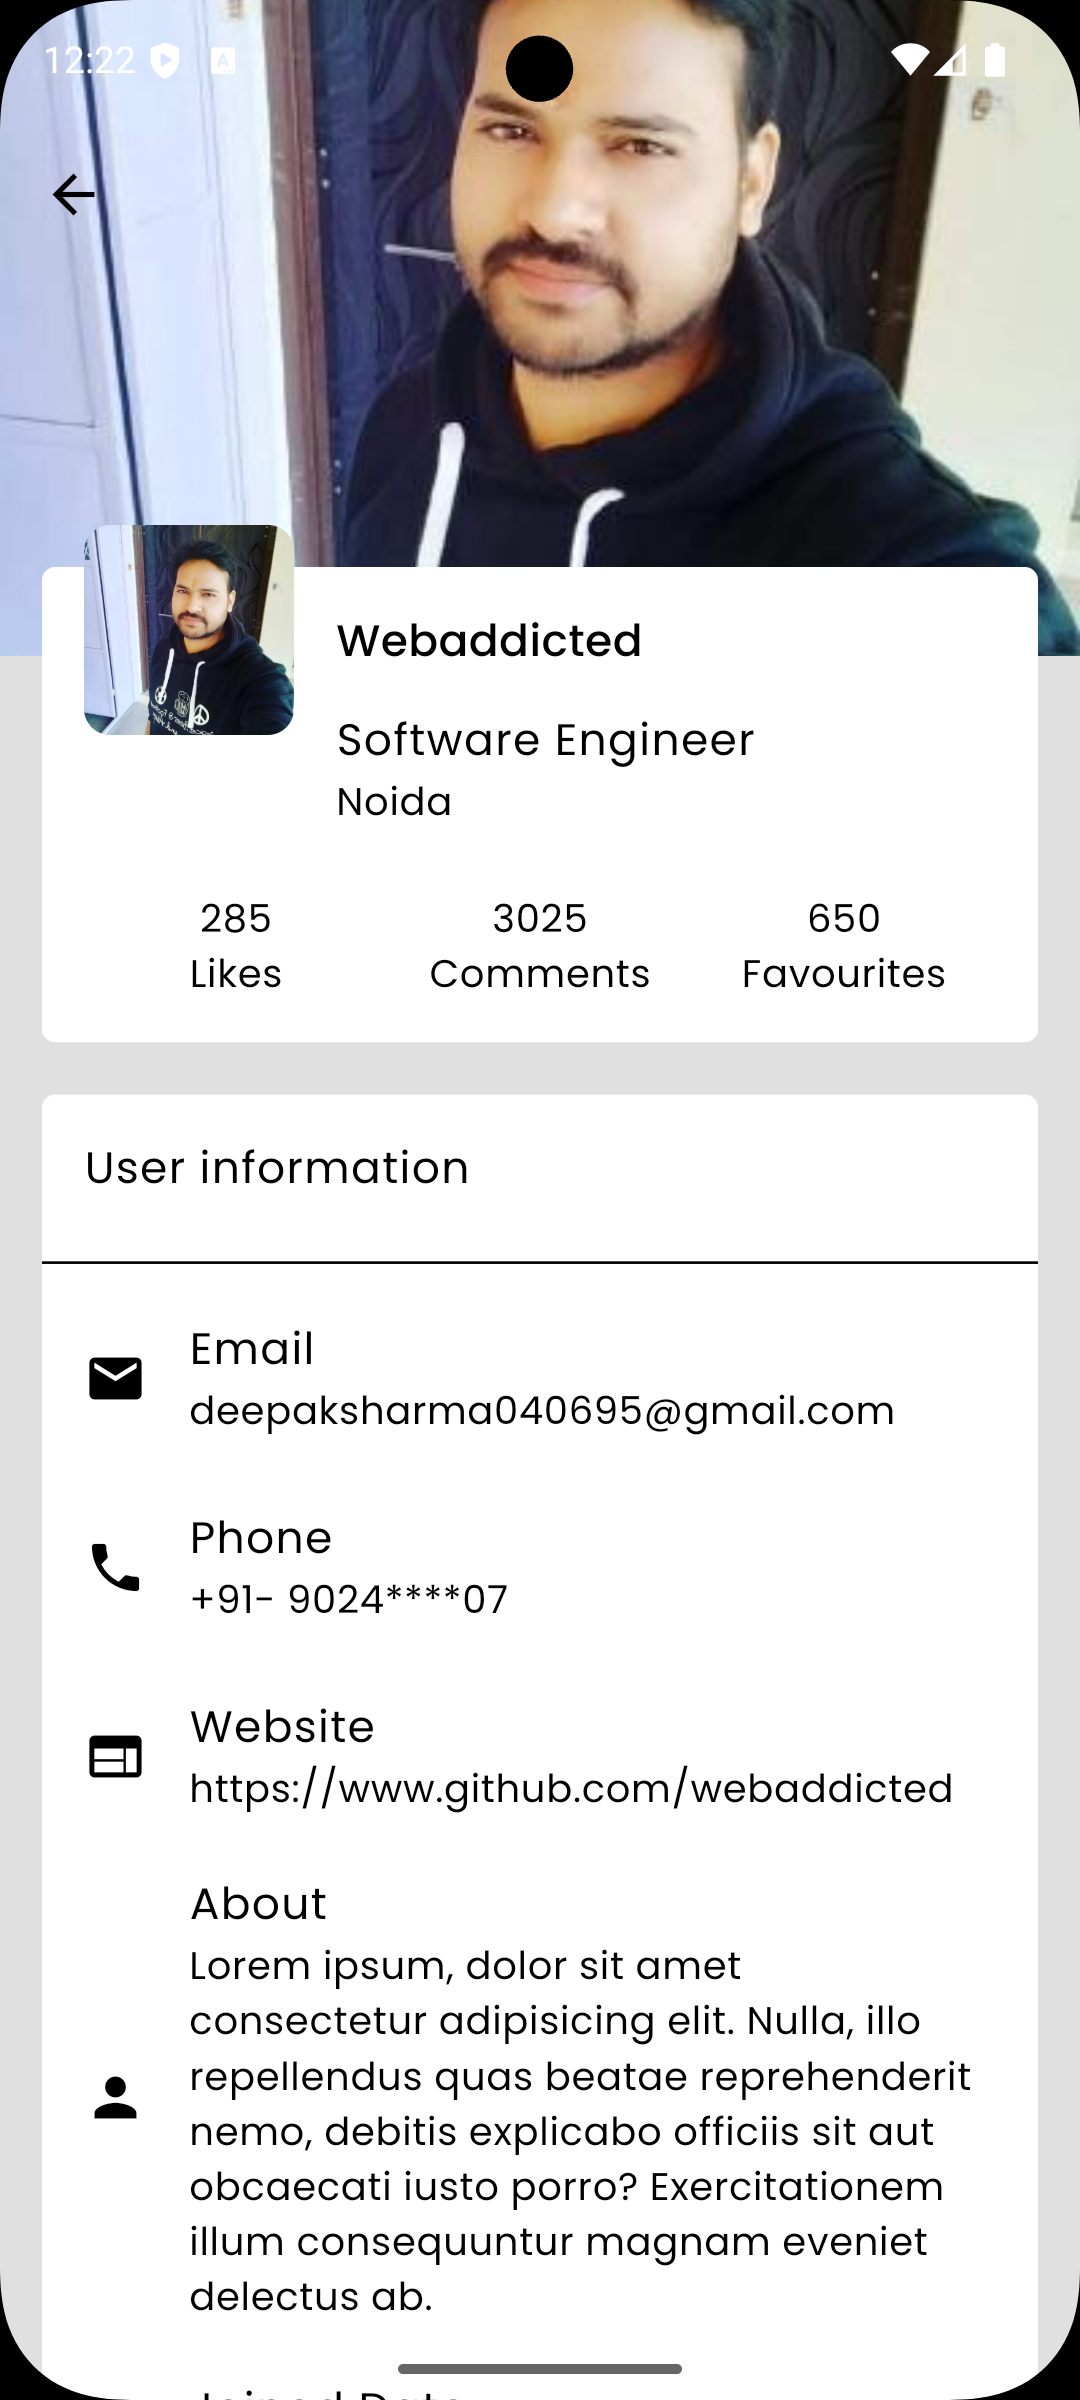 12:22
Webaddicted
Software Engineer
Noida
285
Likes
3025
Comments
650
Favourites
User information
Email
deepaksharma040695@gmail.com
Phone
+91- 9024****07
Website
https://www.github.com/webaddicted
About
Lorem ipsum, dolor sit amet
consectetur adipisicing elit. Nulla, illo
repellendus quas beatae reprehenderit
nemo, debitis explicabo officiis sit aut
obcaecati iusto porro? Exercitationem
illum consequuntur magnam eveniet
delectus ab.
Joined Date